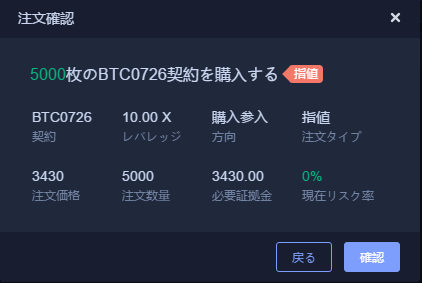 注文確認
5000枚のBTC0726契約を購入する 指値
BTC0726 10.00 X 購入参入 指値
契約 レバレッジ 方向 注文タイプ
3430 5000 3430.00 0%
注文価格 注文数量 必要証拠金 現在リスク率
戻る 確認